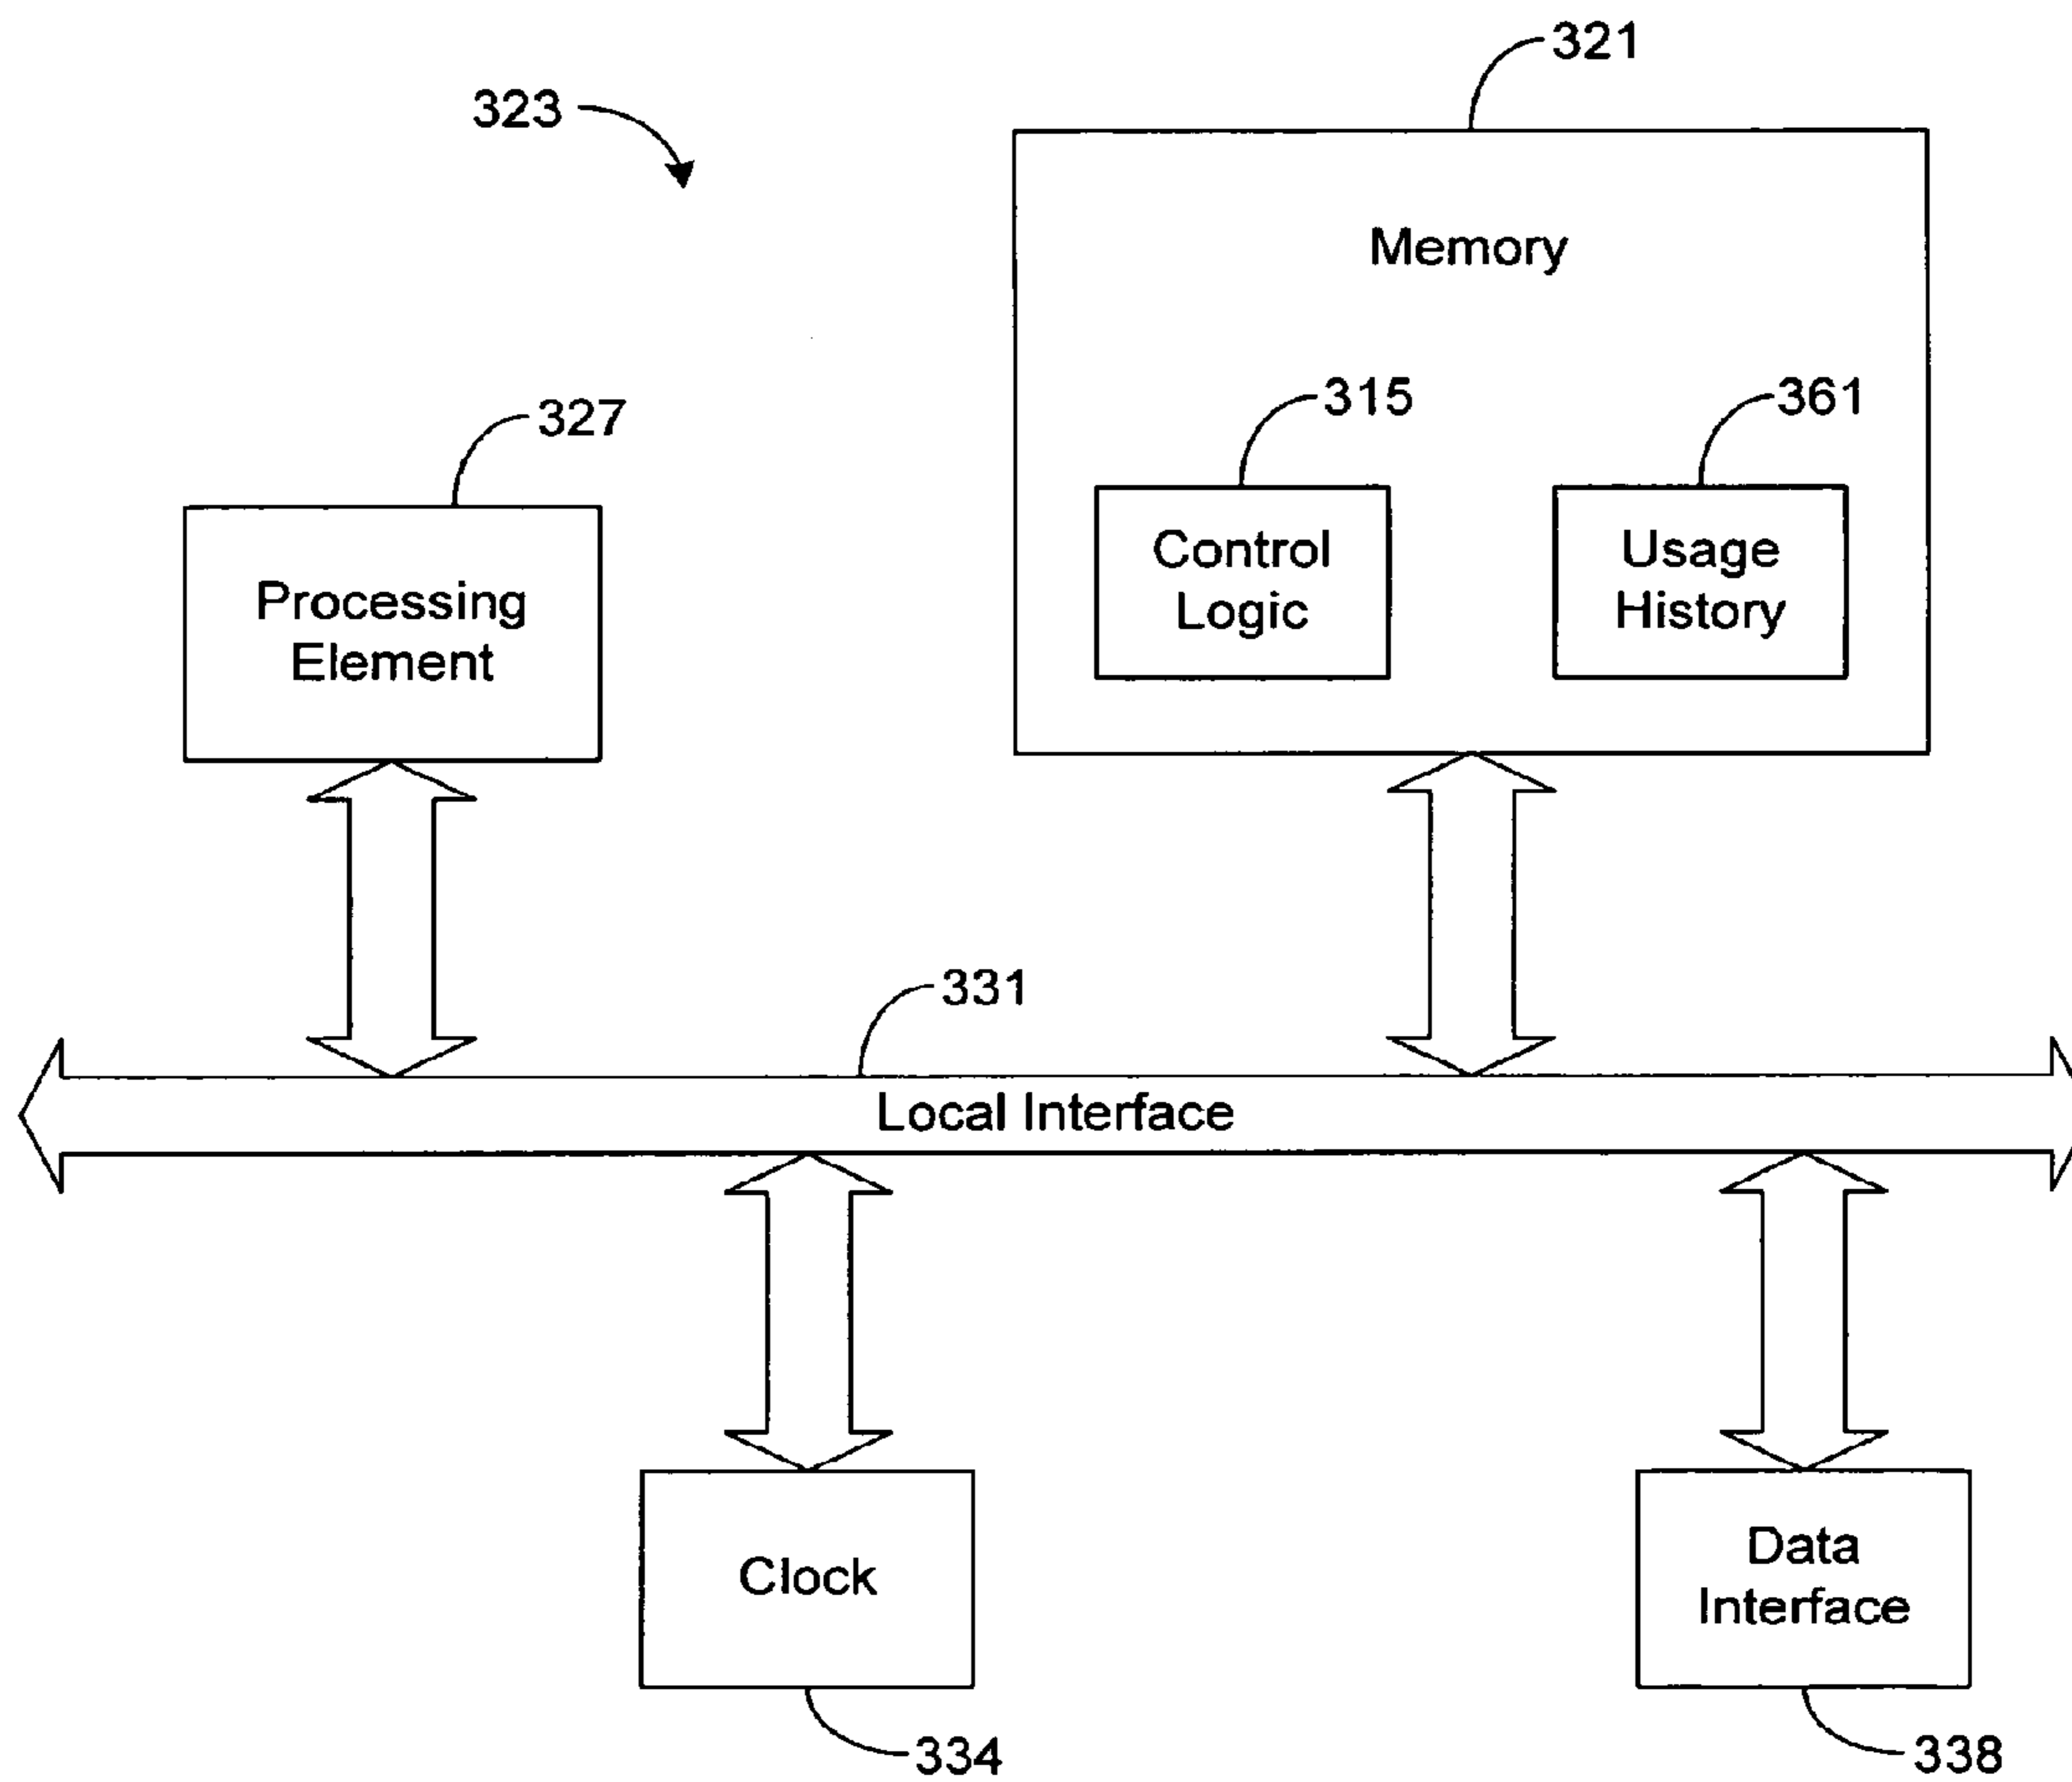 321
323
Memory
315
361
327
Control
Logic
Usage
History
Processing
Element
331
Local Interface
Clock
Data
Interface
334
338